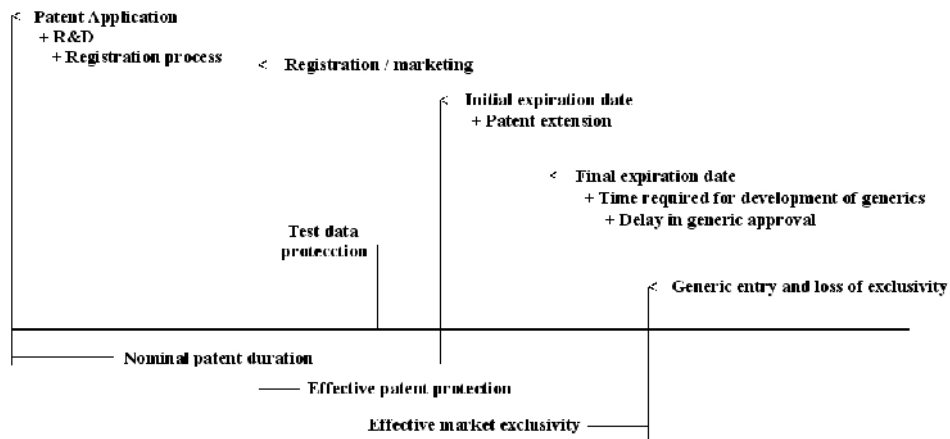 Patent Application
+ R&D
+ Registration process
Registration / marketing
Initial expiration date
+ Patent extension
Final expiration date
+ Time required for development of generics
+ Delay in generic approval
Test data
protecction
Generic entry and loss of exclusivity
Nominal patent duration
Effective patent protection
Effective market exclusivity